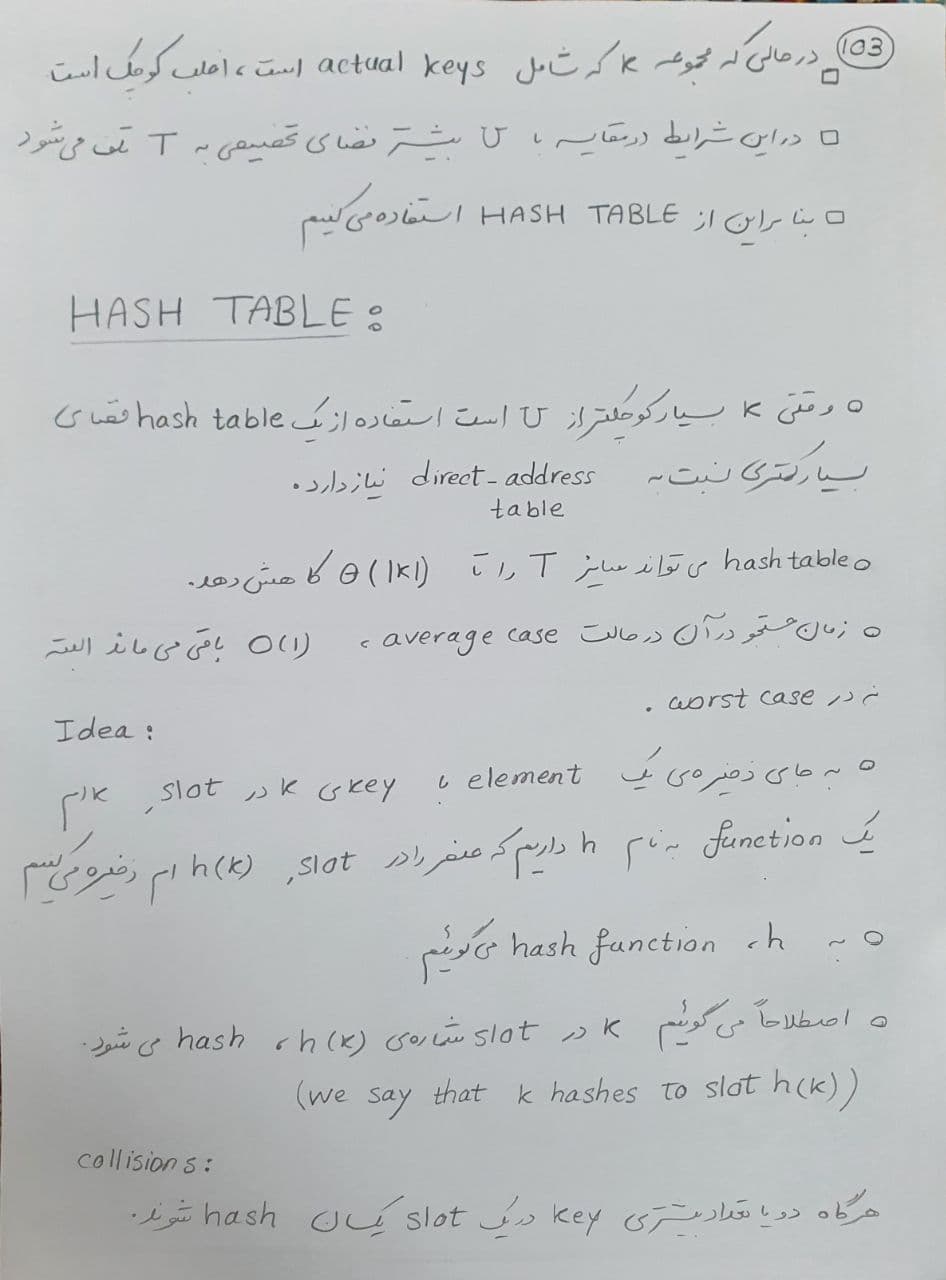 103
□ در حالی که مجموعه K که شامل actual keys است، اغلب کوچک است
□ در این شرایط در مقایسه با U بیشتر فضای تخصیصی به T تلف می‌شود
□ بنا براین از HASH TABLE استفاده می‌کنیم
HASH TABLE:
○ وقتی K بسیار کوچکتر از U است استفاده از یک hash table فضای
بسیار کمتری نسبت به direct-address نیاز دارد.
table
○ hash table می تواند سایز T را تا Θ(|K|) کاهش دهد.
○ زمان جستجو در آن در حالت average case، O(1) باقی می ماند البته
نه در worst case.
Idea:
○ به جای ذخیره‌ی یک element با key‌ی k در slot، k ام
یک function به نام h داریم که عنصر را در slot، h(k) ام ذخیره می‌کنیم
○ به h، hash function می‌گوئیم
○ اصطلاحاً می گوئیم k در slot شماره‌ی h(k)، hash می شود.
(we say that k hashes to slot h(k))
collisions:
هرگاه دو یا تعداد بیشتری key در یک slot یکسان hash شوند.